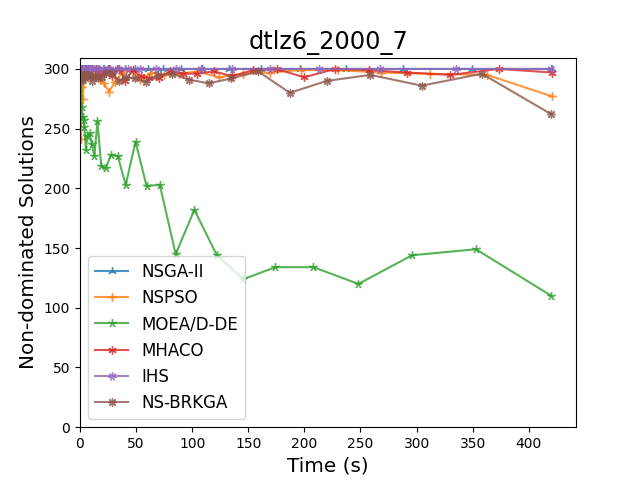 dtlz6_2000_7
Non-dominated Solutions
300
250
200
150
100
50
0
NSGA-II
NSPSO
MOEA/D-DE
MHACO
IHS
NS-BRKGA
0 50 100 150 200 250 300 350 400
Time (s)